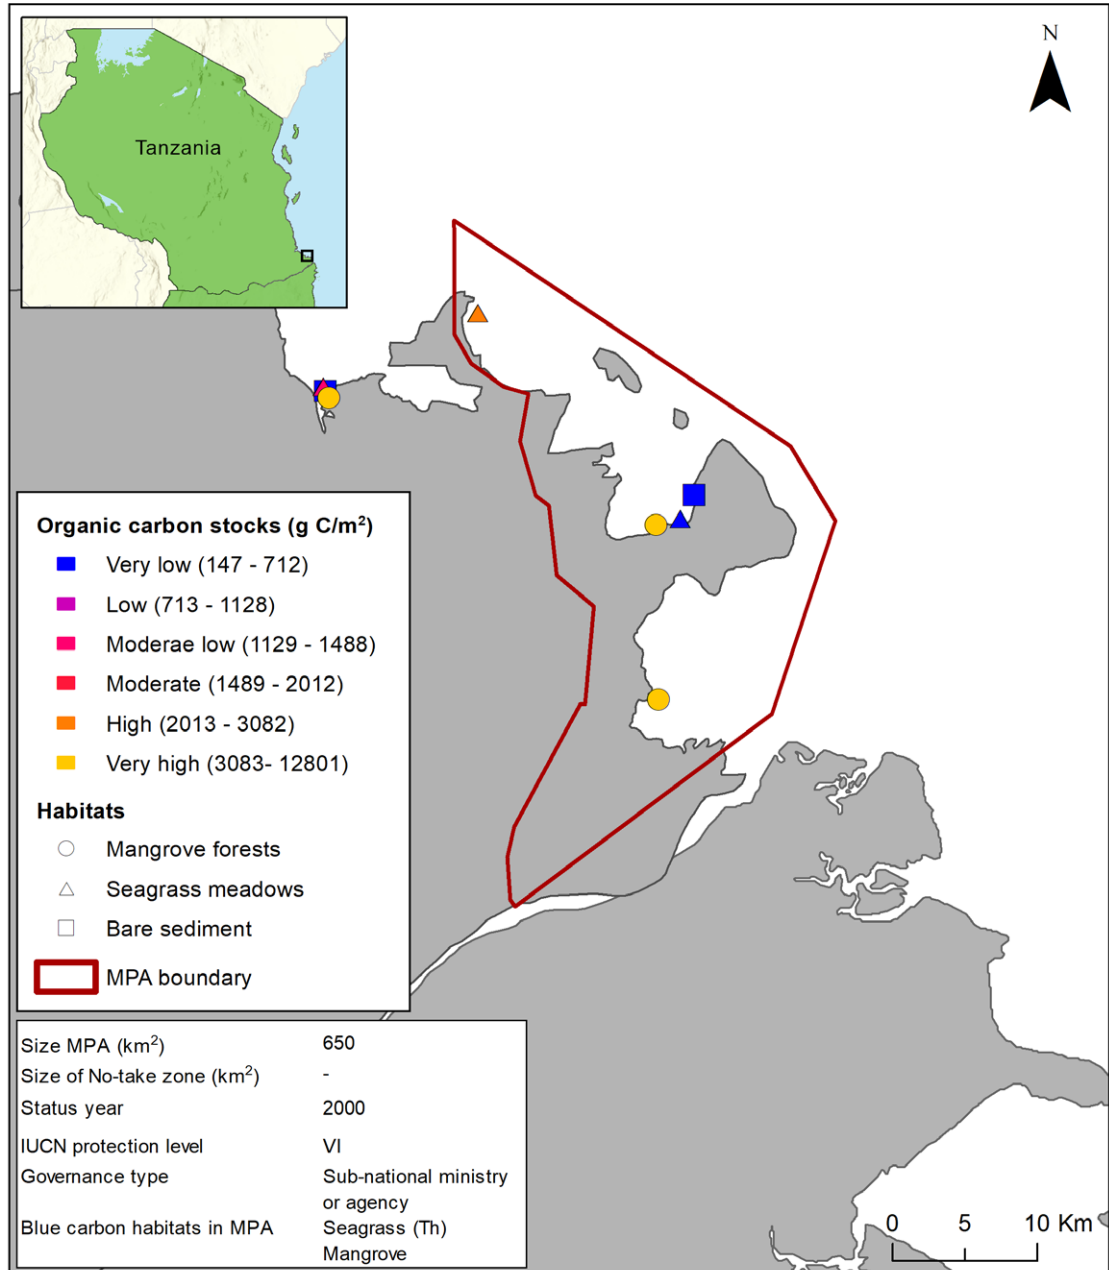 Tanzania
N
Organic carbon stocks (g C/m²)
Very low (147 - 712)
Low (713 - 1128)
Moderae low (1129 - 1488)
Moderate (1489 - 2012)
High (2013 - 3082)
Very high (3083- 12801)
Habitats
Mangrove forests
Seagrass meadows
Bare sediment
MPA boundary
Size MPA (km²) 650
Size of No-take zone (km²) -
Status year 2000
IUCN protection level VI
Governance type Sub-national ministry
or agency
Blue carbon habitats in MPA Seagrass (Th)
Mangrove
0 5 10 Km